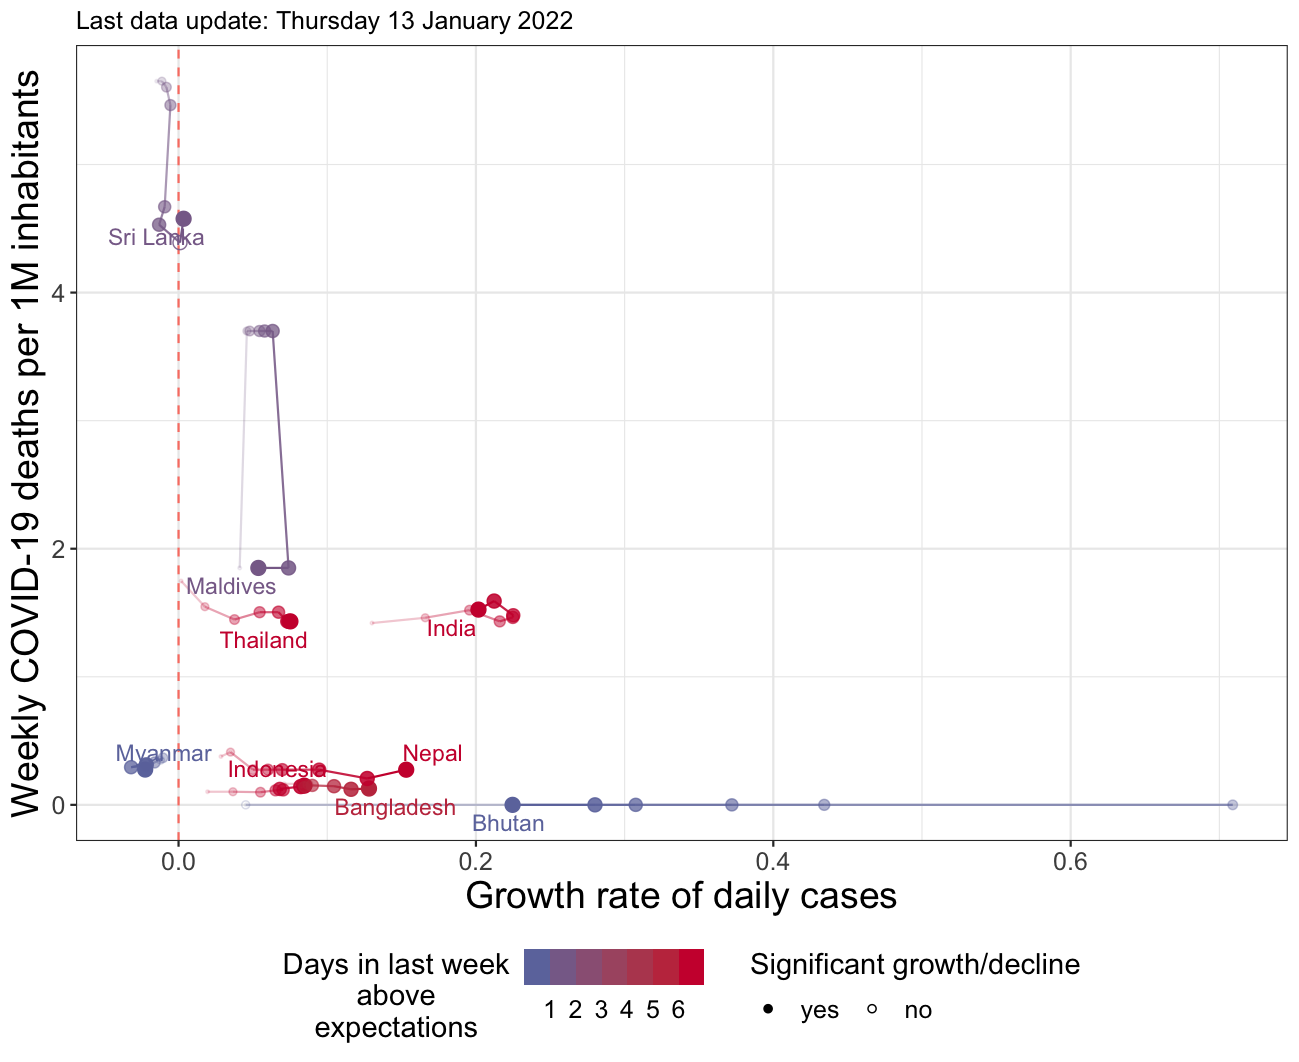 Last data update: Thursday 13 January 2022
Weekly COVID-19 deaths per 1M inhabitants
4
2
0
Sri Lanka
Maldives
Thailand
India
Myanmar
Nepal
Indonesia
Bangladesh
Bhutan
0.0 0.2 0.4 0.6
Growth rate of daily cases
Days in last week
above
expectations
1 2 3 4 5 6
Significant growth/decline
yes no